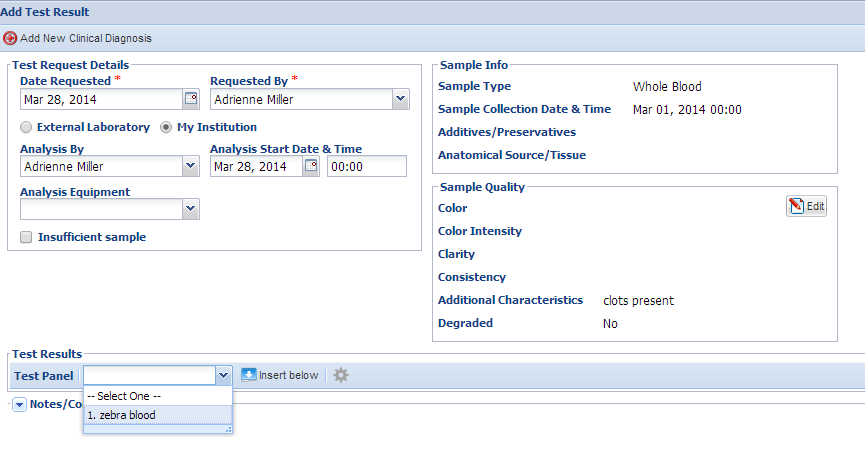 Add Test Result
Add New Clinical Diagnosis
Test Request Details
Date Requested * Requested By *
Mar 28, 2014 Adrienne Miller
External Laboratory My Institution
Analysis By Analysis Start Date & Time
Adrienne Miller Mar 28, 2014 00:00
Analysis Equipment
Insufficient sample
Sample Info
Sample Type Whole Blood
Sample Collection Date & Time Mar 01, 2014 00:00
Additives/Preservatives
Anatomical Source/Tissue
Sample Quality
Color Edit
Color Intensity
Clarity
Consistency
Additional Characteristics clots present
Degraded No
Test Results
Test Panel Insert below
-- Select One --
1. zebra blood
Notes/Co